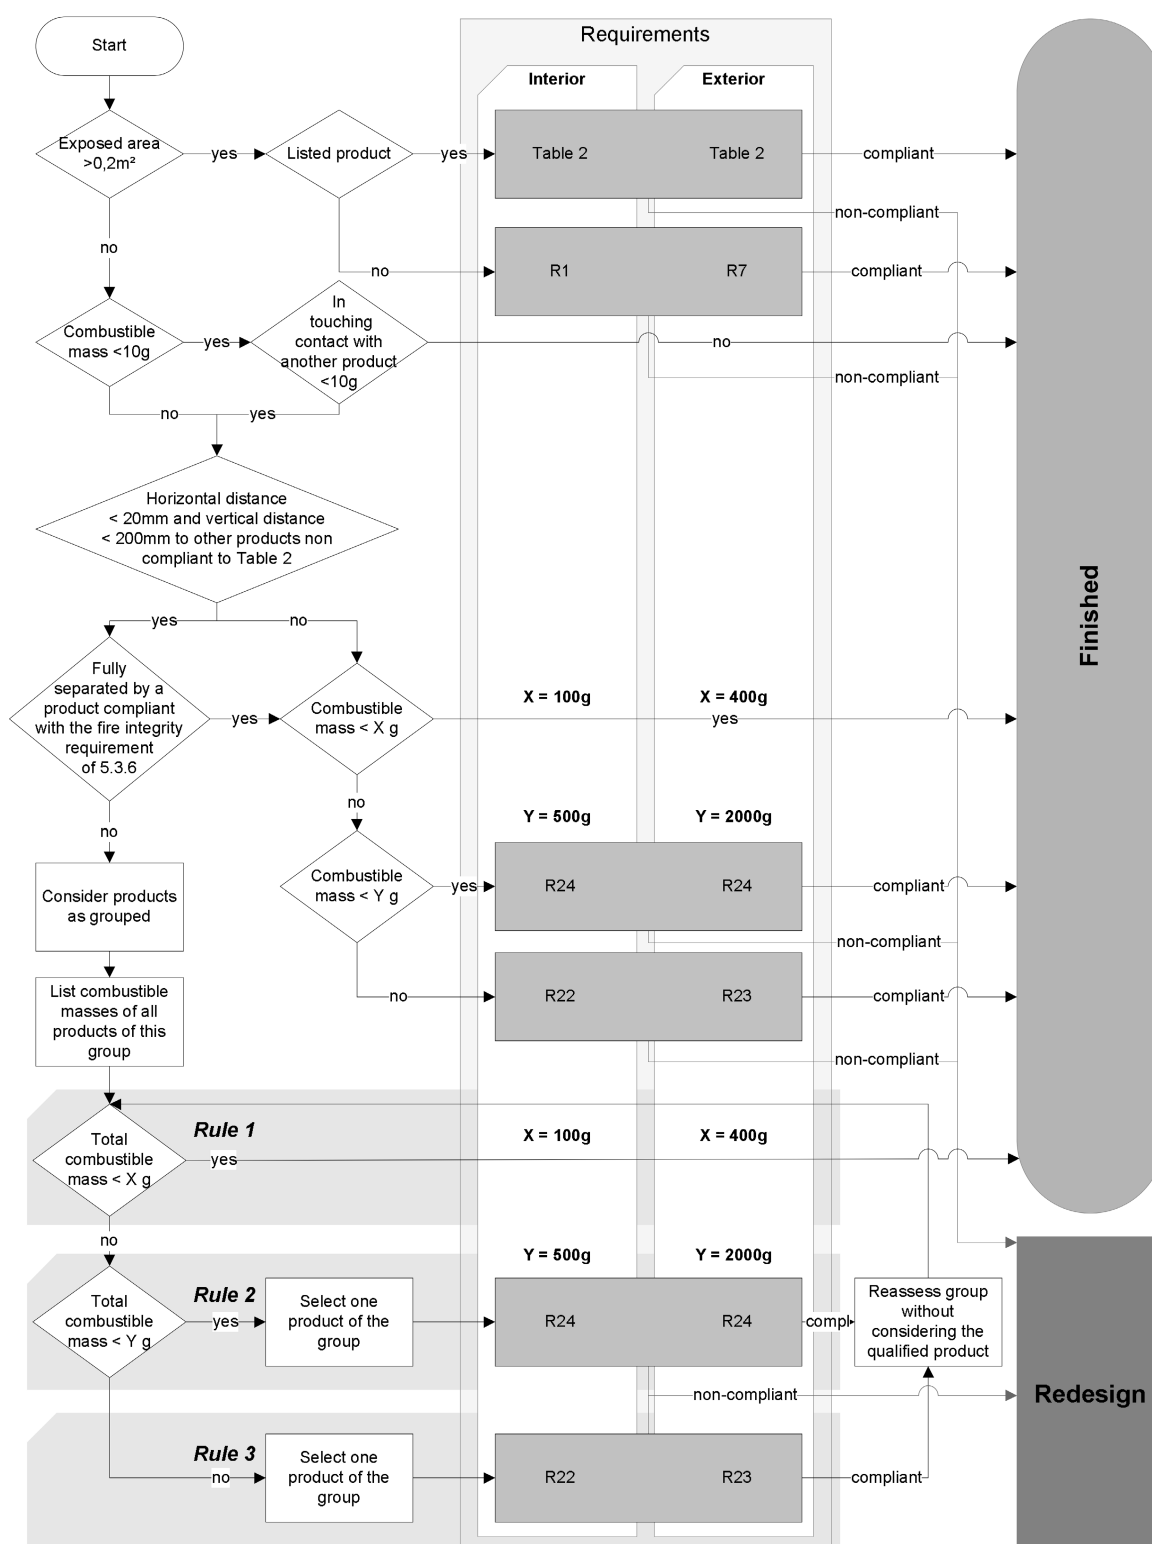 Requirements
Start
Interior
Exterior
Exposed area
>0,2m²
yes
Listed product
yes
Table 2
Table 2
compliant
non-compliant
no
no
R1
R7
compliant
Combustible
mass <10g
yes
In
touching
contact with
another product
<10g
no
non-compliant
no
yes
Horizontal distance
< 20mm and vertical distance
< 200mm to other products non
compliant to Table 2
yes
no
Finished
Fully
separated by a
product compliant
with the fire integrity
requirement
of 5.3.6
yes
Combustible
mass < X g
X = 100g
X = 400g
yes
no
no
Y = 500g
Y = 2000g
Consider products
as grouped
Combustible
mass < Y g
yes
R24
R24
compliant
non-compliant
List combustible
masses of all
products of this
group
no
R22
R23
compliant
non-compliant
Rule 1
Total
combustible
mass < X g
yes
X = 100g
X = 400g
no
Y = 500g
Y = 2000g
Rule 2
Total
combustible
mass < Y g
yes
Select one
product of the
group
R24
R24
compl
Reassess group
without
considering the
qualified product
non-compliant
Redesign
Rule 3
no
Select one
product of the
group
R22
R23
compliant